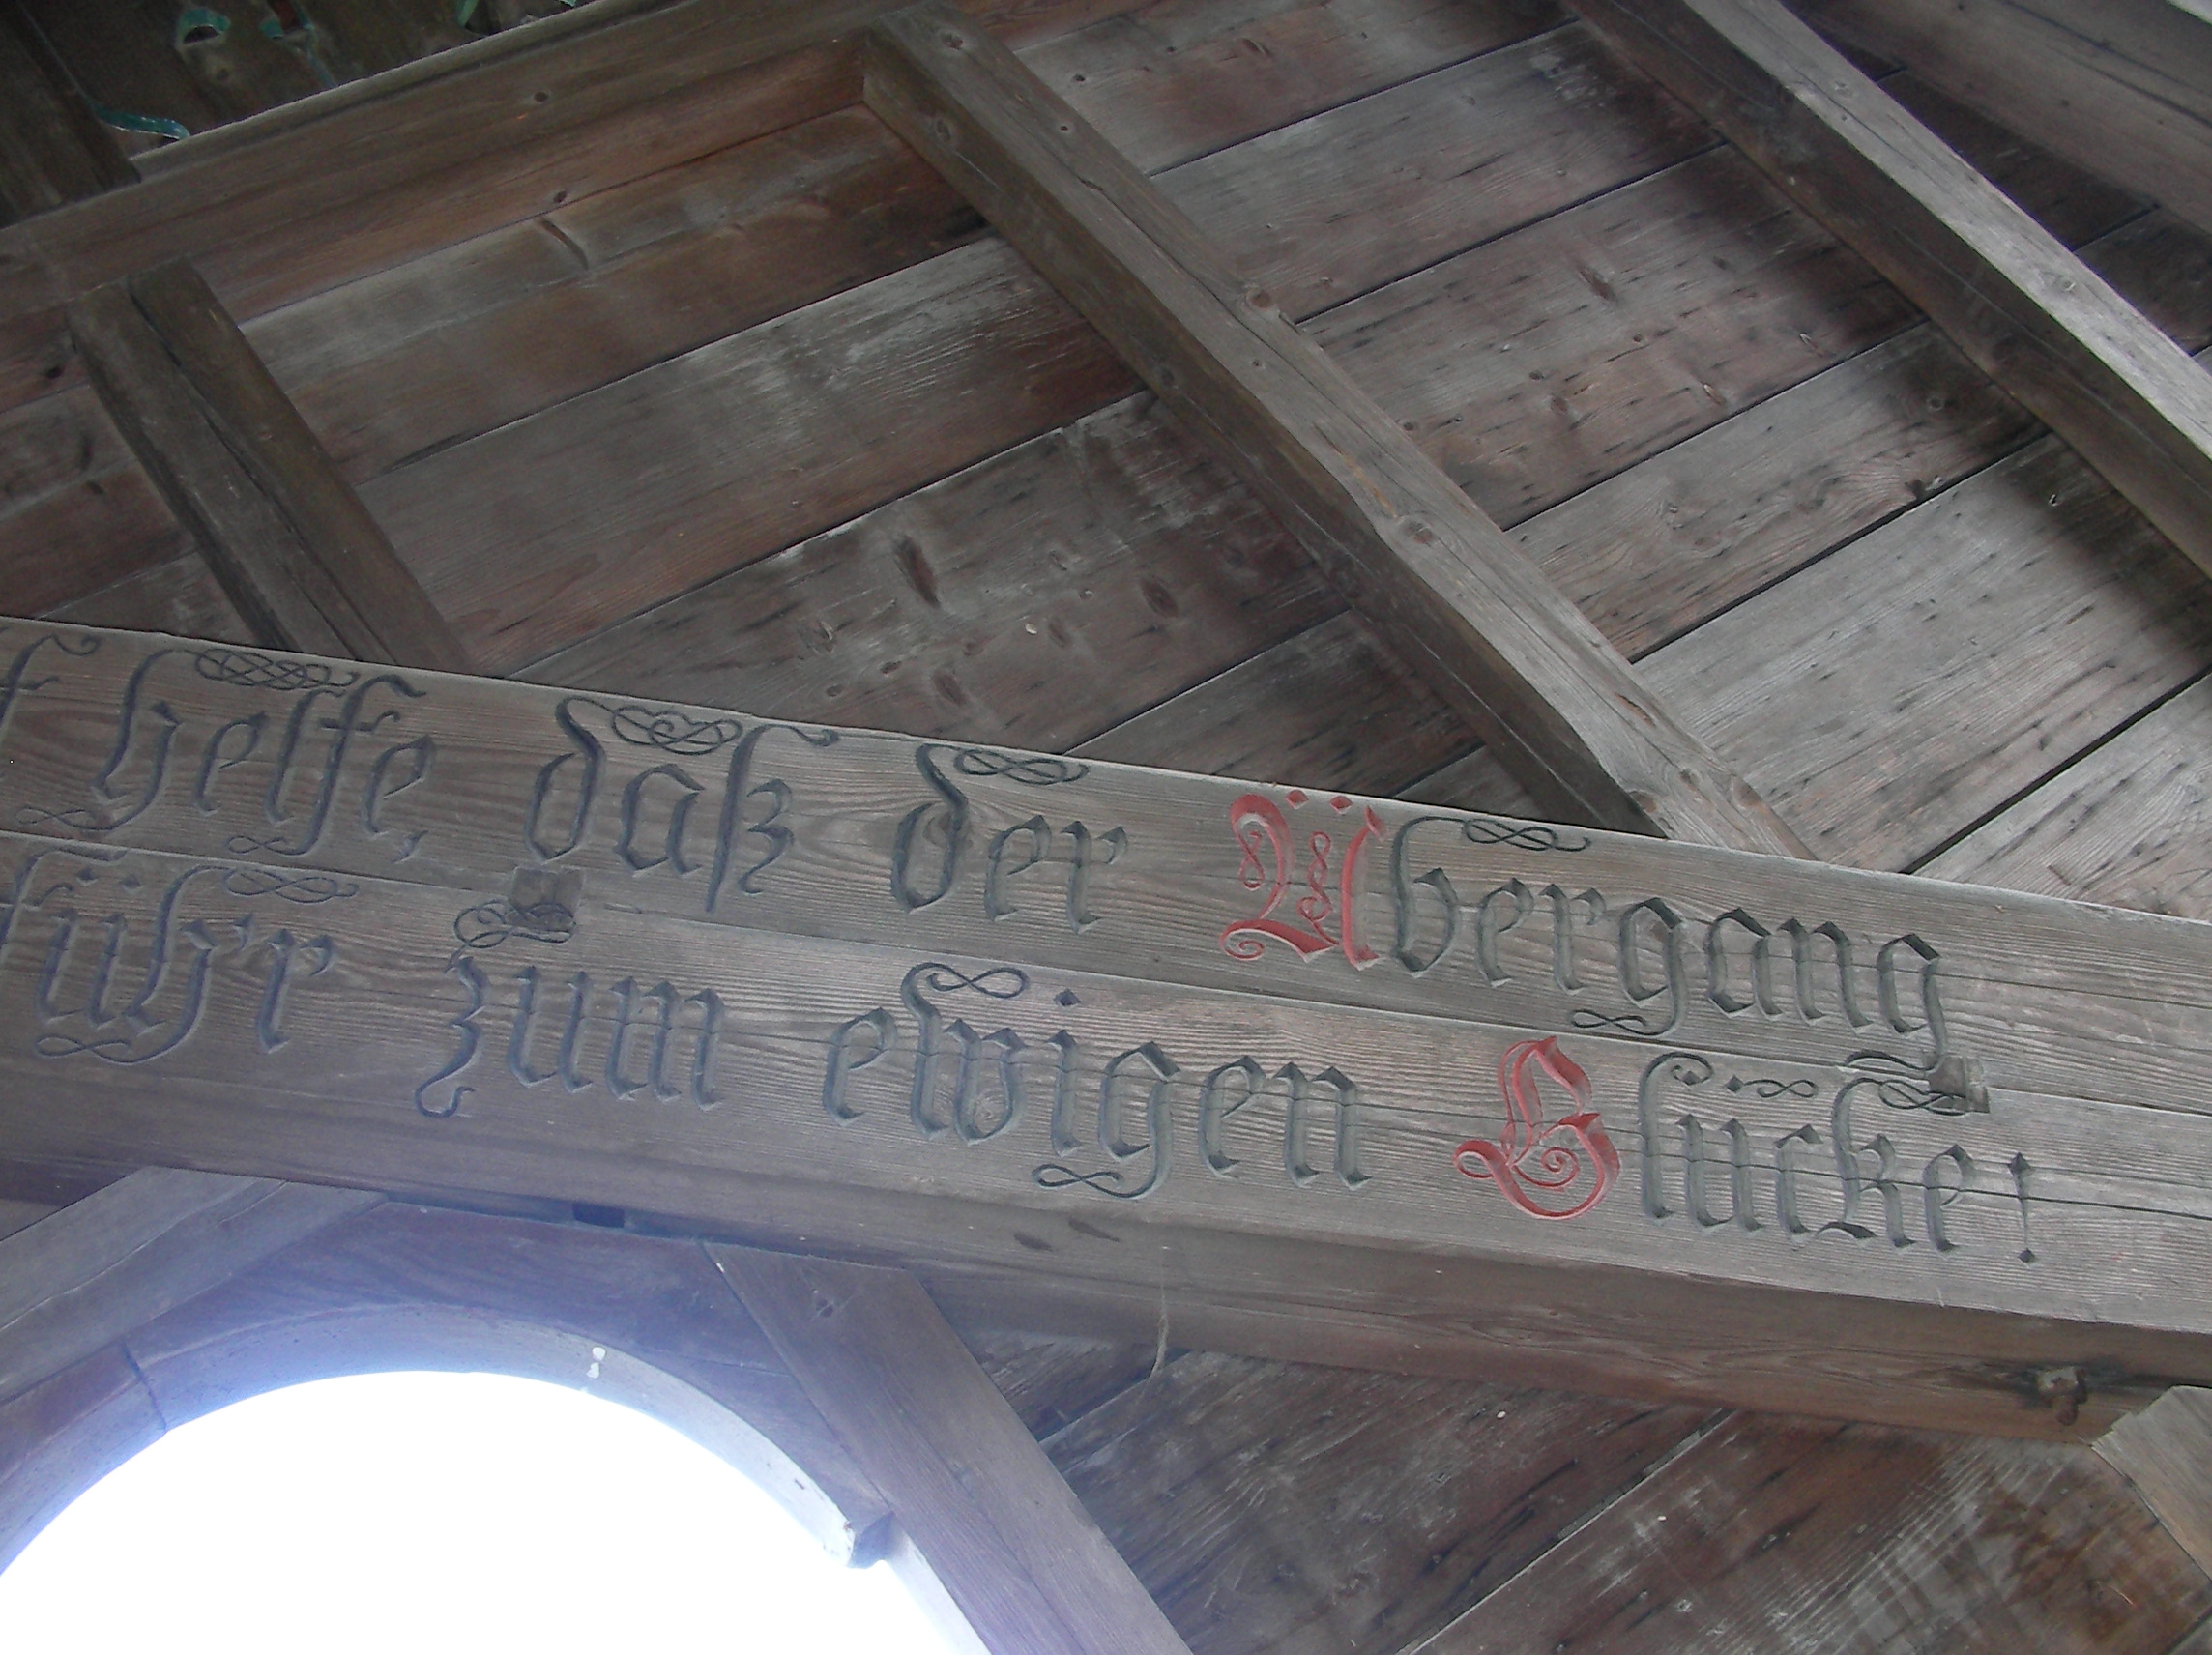 helfe, daß der Übergang
führ'r zum ewigen Glücke!